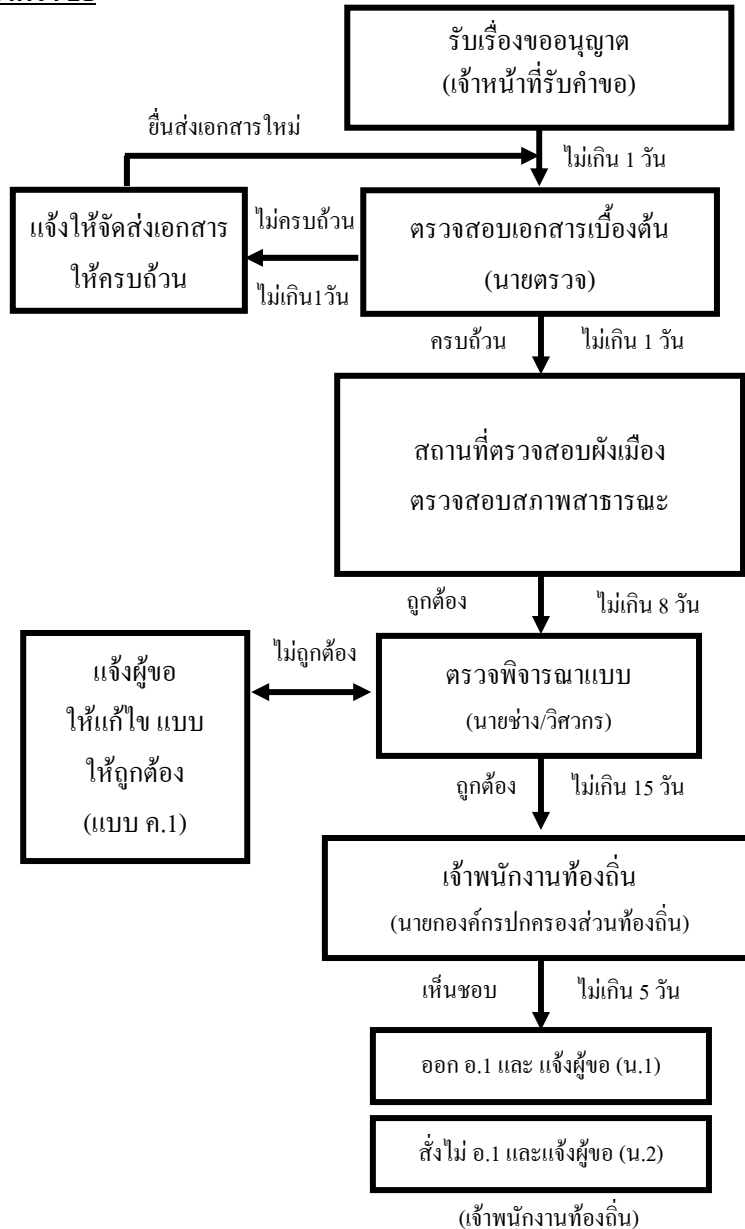 รับเรื่องขออนุญาต
(เจ้าหน้าที่รับคำขอ)
ยื่นส่งเอกสารใหม่
ไม่เกิน 1 วัน
แจ้งให้จัดส่งเอกสาร
ให้ครบถ้วน
ไม่ครบถ้วน
ไม่เกิน1วัน
ตรวจสอบเอกสารเบื้องต้น
(นายตรวจ)
ครบถ้วน
ไม่เกิน 1 วัน
สถานที่ตรวจสอบผังเมือง
ตรวจสอบสภาพสาธารณะ
ถูกต้อง
ไม่เกิน 8 วัน
แจ้งผู้ขอ
ให้แก้ไข แบบ
ให้ถูกต้อง
(แบบ ค.1)
ไม่ถูกต้อง
ตรวจพิจารณาแบบ
(นายช่าง/วิศวกร)
ถูกต้อง
ไม่เกิน 15 วัน
เจ้าพนักงานท้องถิ่น
(นายกองค์กรปกครองส่วนท้องถิ่น)
เห็นชอบ
ไม่เกิน 5 วัน
ออก อ.1 และ แจ้งผู้ขอ (น.1)
สั่งไม่ อ.1 และแจ้งผู้ขอ (น.2)
(เจ้าพนักงานท้องถิ่น)